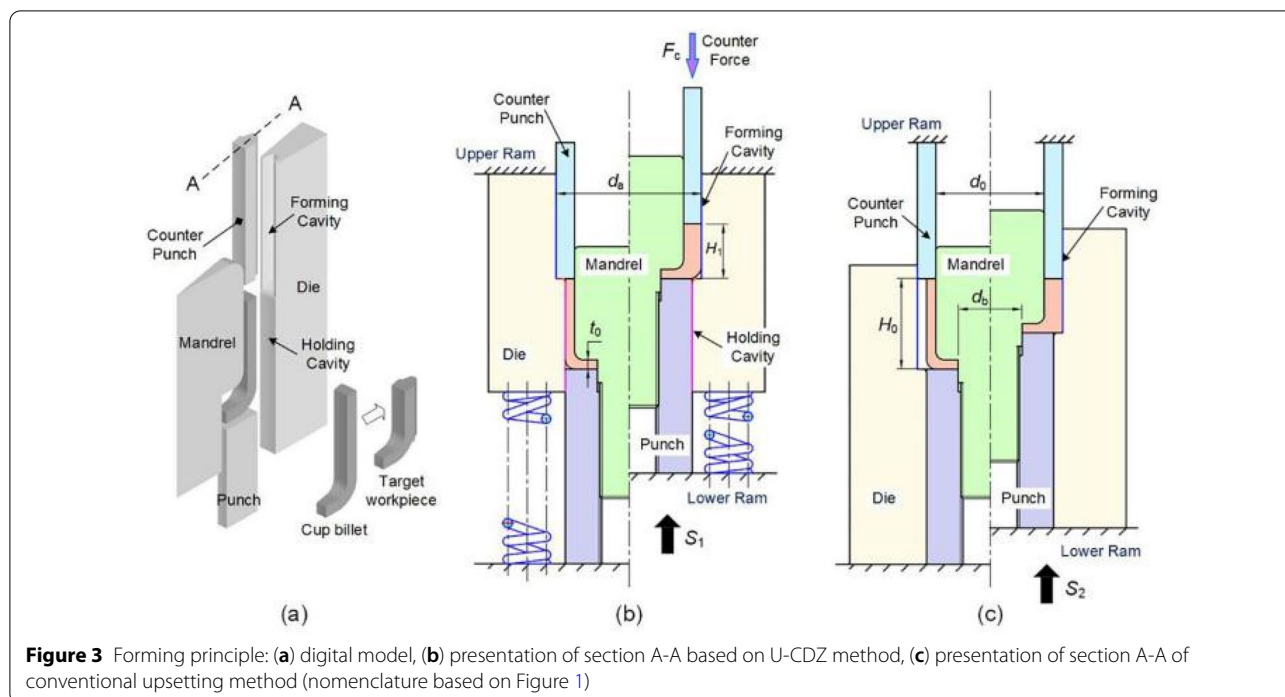 A
A
Counter
Punch
Forming
Cavity
Die
Mandrel
Holding
Cavity
Punch
Cup billet
Target
workpiece
(a)
Fc
Counter
Force
Counter
Punch
Upper Ram
Forming
Cavity
da
H1
Mandrel
t0
Holding
Cavity
Die
Punch
Lower Ram
S1
(b)
Upper Ram
d0
Forming
Cavity
Counter
Punch
Mandrel
db
H0
Die
Punch
Lower Ram
S2
(c)
Figure 3 Forming principle: (a) digital model, (b) presentation of section A-A based on U-CDZ method, (c) presentation of section A-A of
conventional upsetting method (nomenclature based on Figure 1)